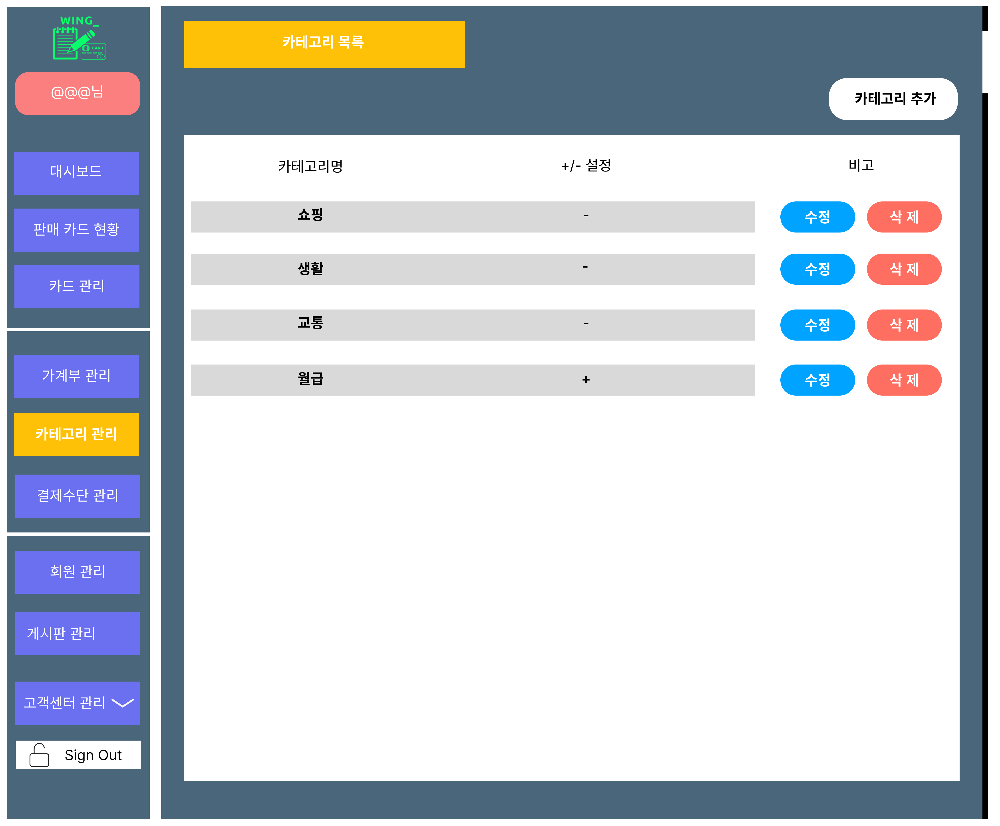 WING_
CARD
@@@님
대시보드
판매 카드 현황
카드 관리
가계부 관리
카테고리 관리
결제수단 관리
회원 관리
게시판 관리
고객센터 관리
Sign Out
카테고리 목록
카테고리 추가
카테고리명 +/- 설정 비고
쇼핑 - 수정 삭 제
생활 - 수정 삭 제
교통 - 수정 삭 제
월급 + 수정 삭 제